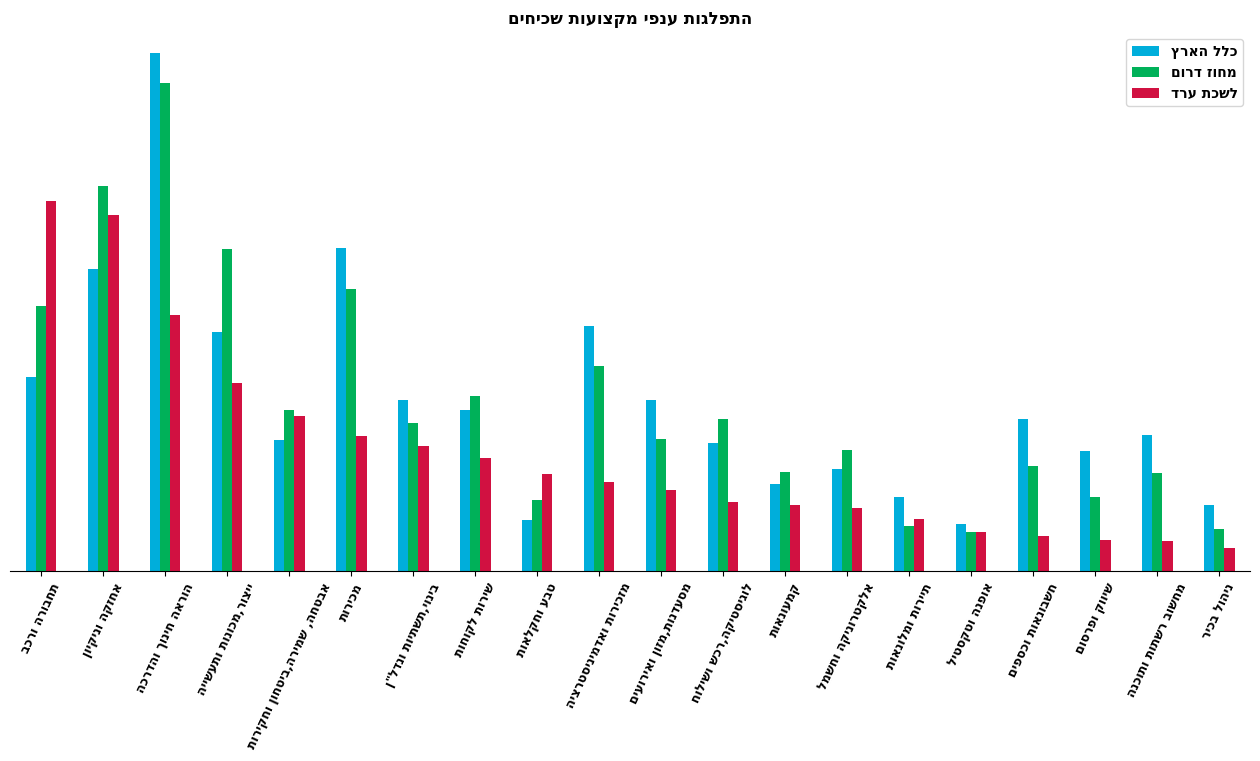 התפלגות ענפי מקצועות שכיחים
כלל הארץ
מחוז דרום
לשכת ערד
תחבורה ורכב
אחזקה וניקיון
הוראה חינוך והדרכה
ייצור,מכונות ותעשייה
אבטחה, שמירה,ביטחון וחקירות
מכירות
בינוי,תשתיות ונדל"ן
שירות לקוחות
טבע וחקלאות
מזכירות ואדמיניסטרציה
מסעדנות,מזון ואירועים
לוגיסטיקה,רכש ושילוח
קמעונאות
אלקטרוניקה וחשמל
תיירות ומלונאות
אופנה וטקסטיל
חשבונאות וכספים
שיווק ופרסום
מחשוב רשתות ותוכנה
ניהול בכיר